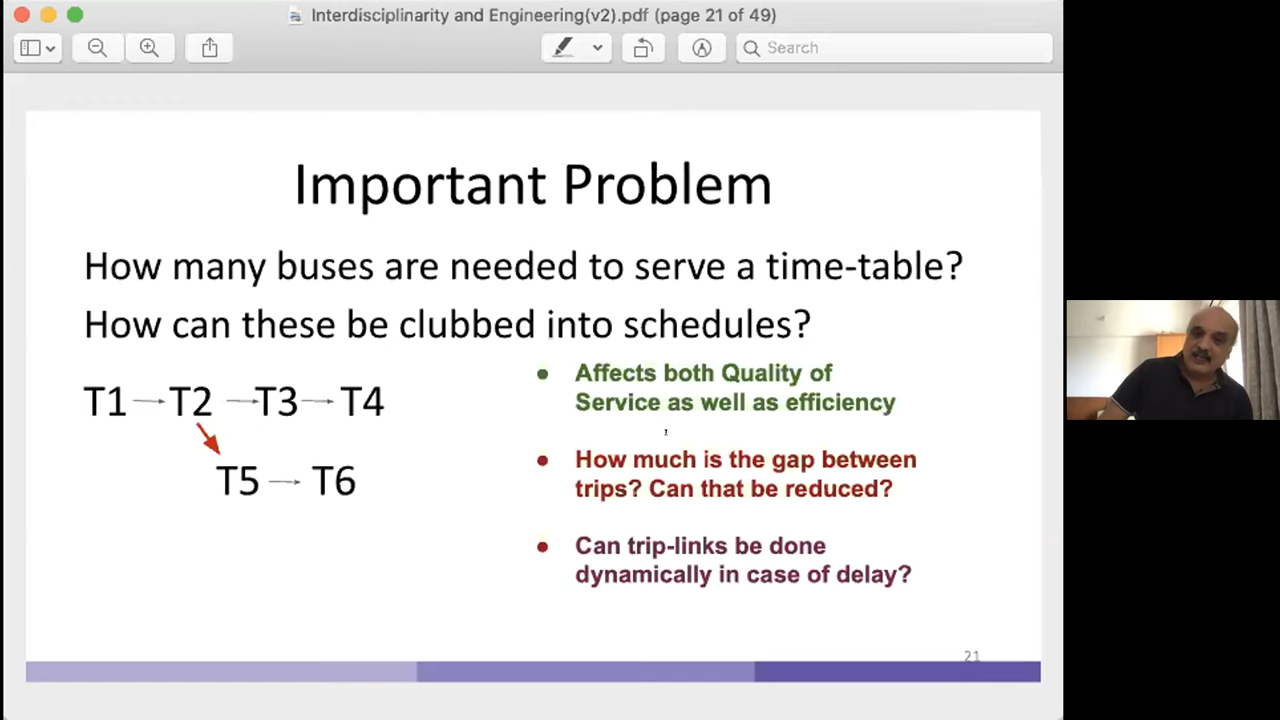 Interdisciplinarity and Engineering(v2).pdf (page 21 of 49)
Search
Important Problem
How many buses are needed to serve a time-table?
How can these be clubbed into schedules?
T1 → T2 → T3 → T4
T5 → T6
• Affects both Quality of
Service as well as efficiency
• How much is the gap between
trips? Can that be reduced?
• Can trip-links be done
dynamically in case of delay?
21